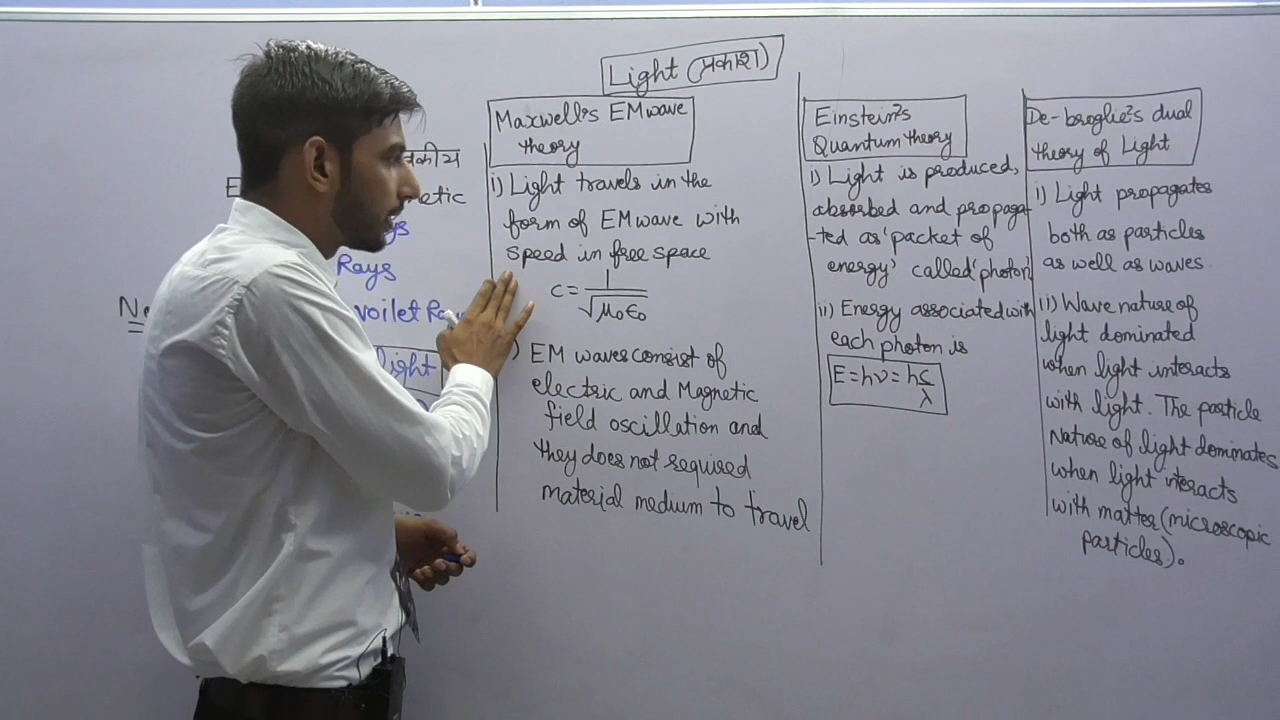 Light (प्रकाश)
Maxwell's EM wave
theory
i) Light travels in the
form of EM wave with
speed in free space
c = 1/√μ₀ε₀
) EM waves consist of
electric and Magnetic
field oscillation and
they does not required
material medium to travel
Einstein's
Quantum theory
i) Light is produced,
absorbed and propaga
-ted as 'packet of
energy' called 'photon'
ii) Energy associated with
each photon is
E = hν = hc/λ
De-broglie's dual
theory of Light
i) Light propagates
both as particles
as well as waves.
ii) Wave nature of
light dominated
when light interacts
with light. The particle
Nature of light dominates
when light interacts
with matter (microscopic
particles).
Rays
voilet
light